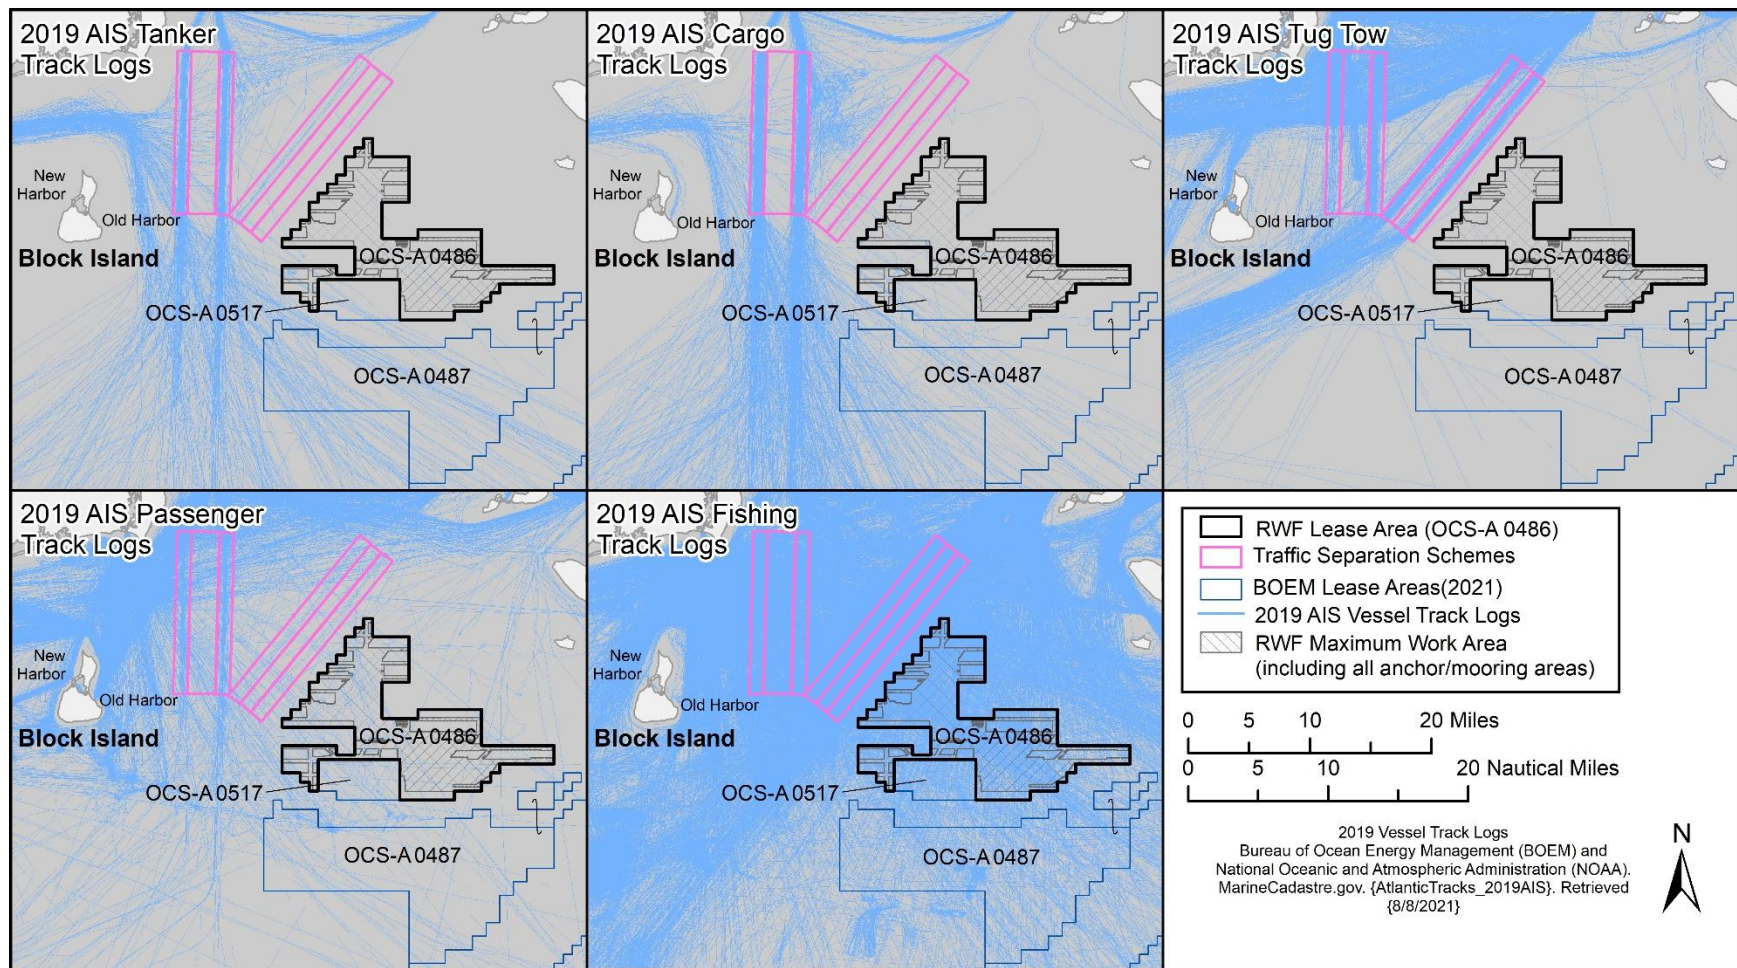 2019 AIS Tanker
Track Logs
New
Harbor
Old Harbor
Block Island
OCS-A 0486
OCS-A 0517
OCS-A 0487
2019 AIS Cargo
Track Logs
New
Harbor
Old Harbor
Block Island
OCS-A 0486
OCS-A 0517
OCS-A 0487
2019 AIS Tug Tow
Track Logs
New
Harbor
Old Harbor
Block Island
OCS-A 0486
OCS-A 0517
OCS-A 0487
2019 AIS Passenger
Track Logs
New
Harbor
Old Harbor
Block Island
OCS-A 0486
OCS-A 0517
OCS-A 0487
2019 AIS Fishing
Track Logs
New
Harbor
Old Harbor
Block Island
OCS-A 0486
OCS-A 0517
OCS-A 0487
RWF Lease Area (OCS-A 0486)
Traffic Separation Schemes
BOEM Lease Areas(2021)
2019 AIS Vessel Track Logs
RWF Maximum Work Area
(including all anchor/mooring areas)
0 5 10 20 Miles
0 5 10 20 Nautical Miles
2019 Vessel Track Logs
Bureau of Ocean Energy Management (BOEM) and
National Oceanic and Atmospheric Administration (NOAA).
MarineCadastre.gov. {AtlanticTracks_2019AIS}. Retrieved
{8/8/2021}
N